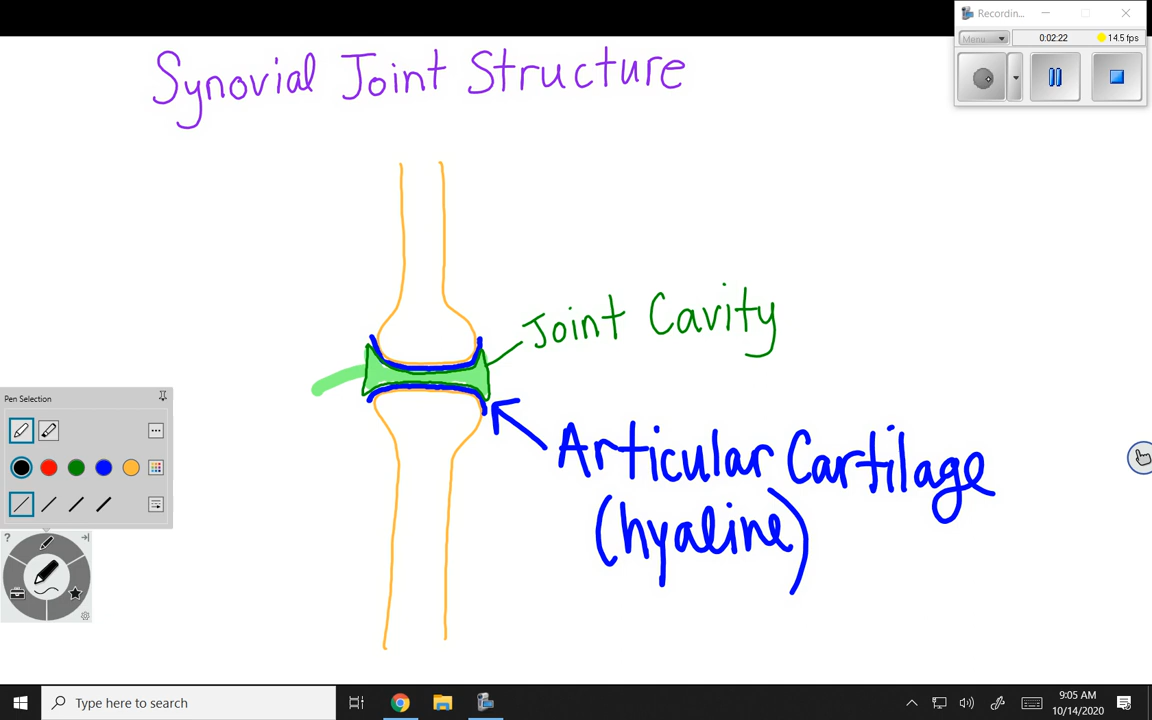 Recordin...
Menu
0:02:22
14.5 fps
Synovial Joint Structure
Joint Cavity
Pen Selection
Articular Cartilage
(hyaline)
?
Type here to search
9:05 AM
10/14/2020